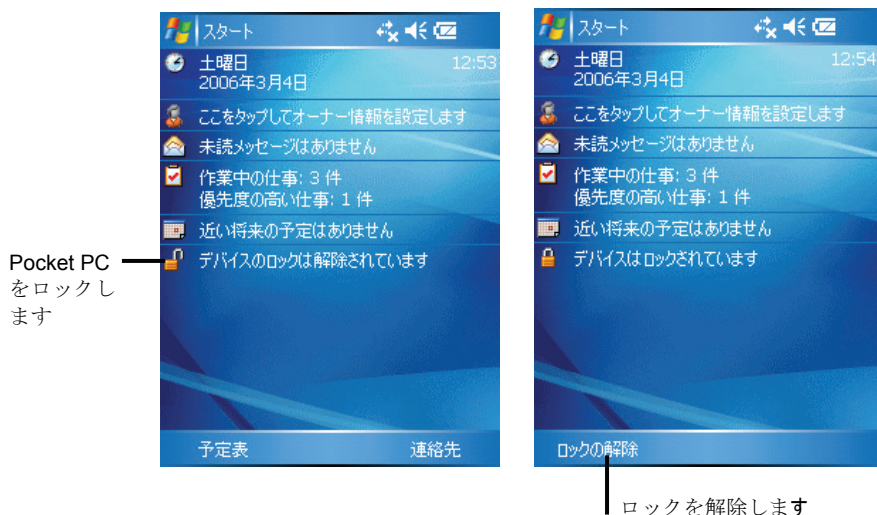 スタート
土曜日 12:53
2006年3月4日
ここをタップしてオーナー情報を設定します
未読メッセージはありません
作業中の仕事: 3 件
優先度の高い仕事: 1 件
近い将来の予定はありません
デバイスのロックは解除されています
予定表 連絡先
Pocket PC
をロックし
ます
スタート
土曜日 12:54
2006年3月4日
ここをタップしてオーナー情報を設定します
未読メッセージはありません
作業中の仕事: 3 件
優先度の高い仕事: 1 件
近い将来の予定はありません
デバイスはロックされています
ロックの解除
ロックを解除します